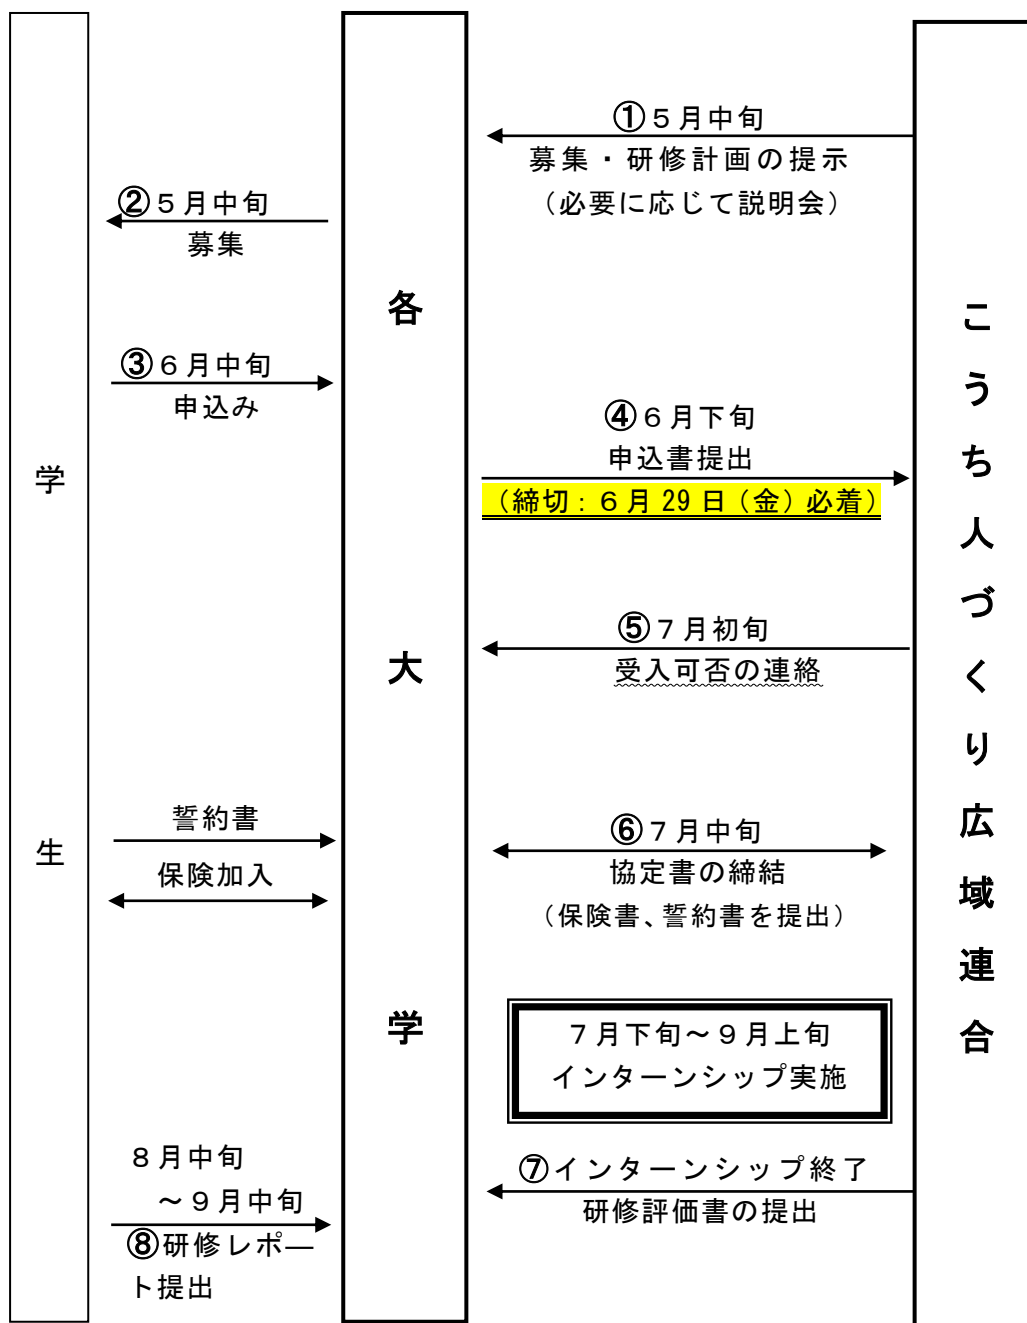 ①５月中旬
募集・研修計画の提示
（必要に応じて説明会）
②５月中旬
募集
③６月中旬
申込み
④６月下旬
申込書提出
（締切：６月29日（金）必着）
⑤７月初旬
受入可否の連絡
誓約書
保険加入
⑥７月中旬
協定書の締結
（保険書、誓約書を提出）
７月下旬～９月上旬
インターンシップ実施
⑦インターンシップ終了
研修評価書の提出
８月中旬
～９月中旬
⑧研修レポ―
ト提出
学生
各大学
こうち人づくり広域連合